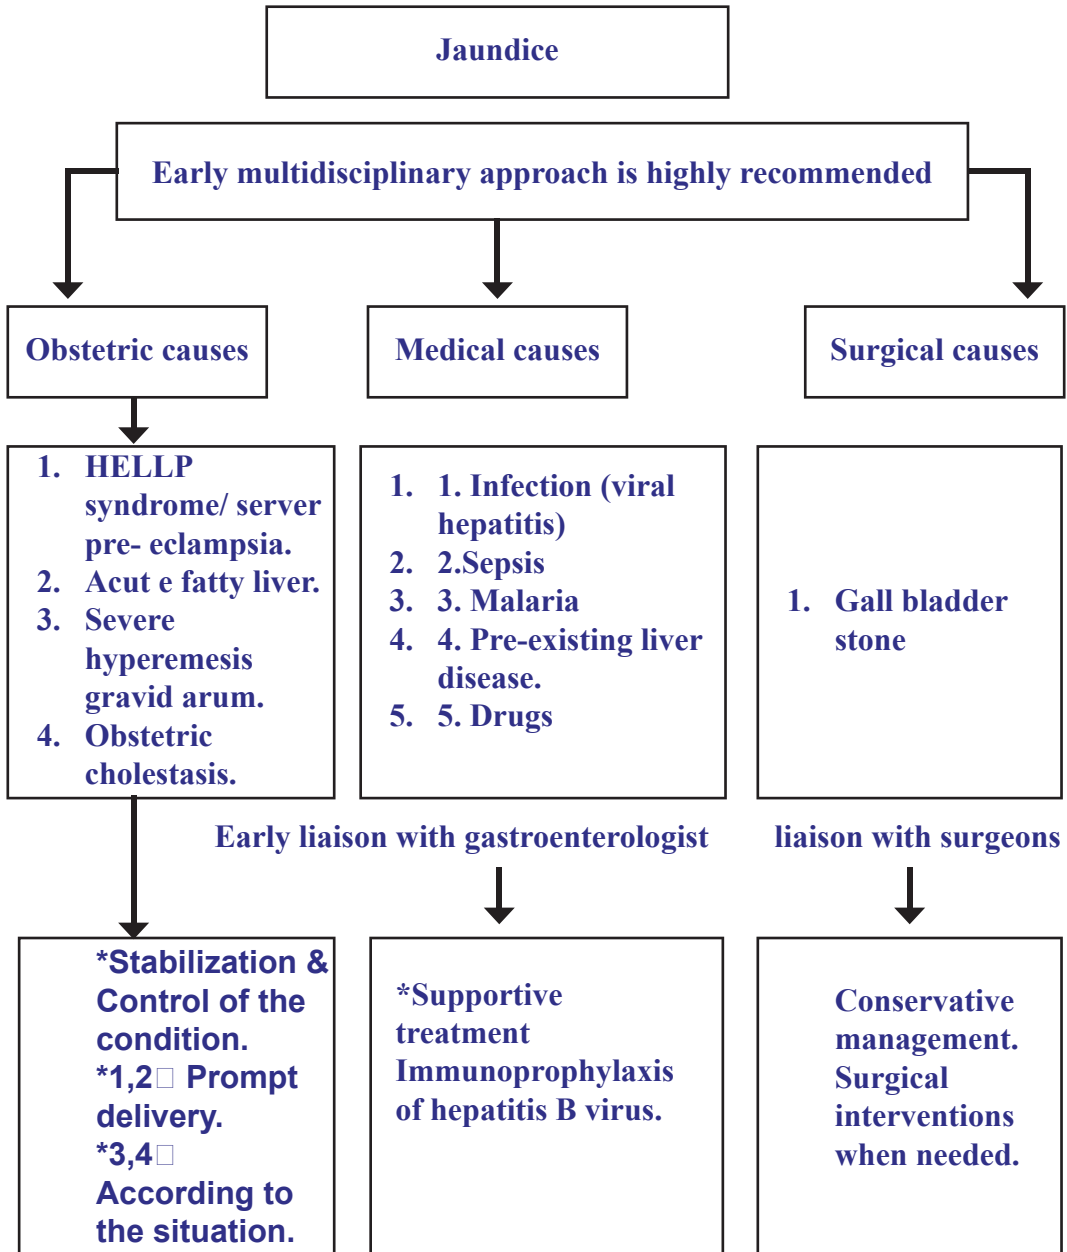 Jaundice
Early multidisciplinary approach is highly recommended
Obstetric causes
Medical causes
Surgical causes
1. HELLP
syndrome/ server
pre- eclampsia.
2. Acut e fatty liver.
3. Severe
hyperemesis
gravid arum.
4. Obstetric
cholestasis.
1. 1. Infection (viral
hepatitis)
2. 2.Sepsis
3. 3. Malaria
4. 4. Pre-existing liver
disease.
5. 5. Drugs
1. Gall bladder
stone
Early liaison with gastroenterologist
liaison with surgeons
*Stabilization &
Control of the
condition.
*1,2□ Prompt
delivery.
*3,4□
According to
the situation.
*Supportive
treatment
Immunoprophylaxis
of hepatitis B virus.
Conservative
management.
Surgical
interventions
when needed.